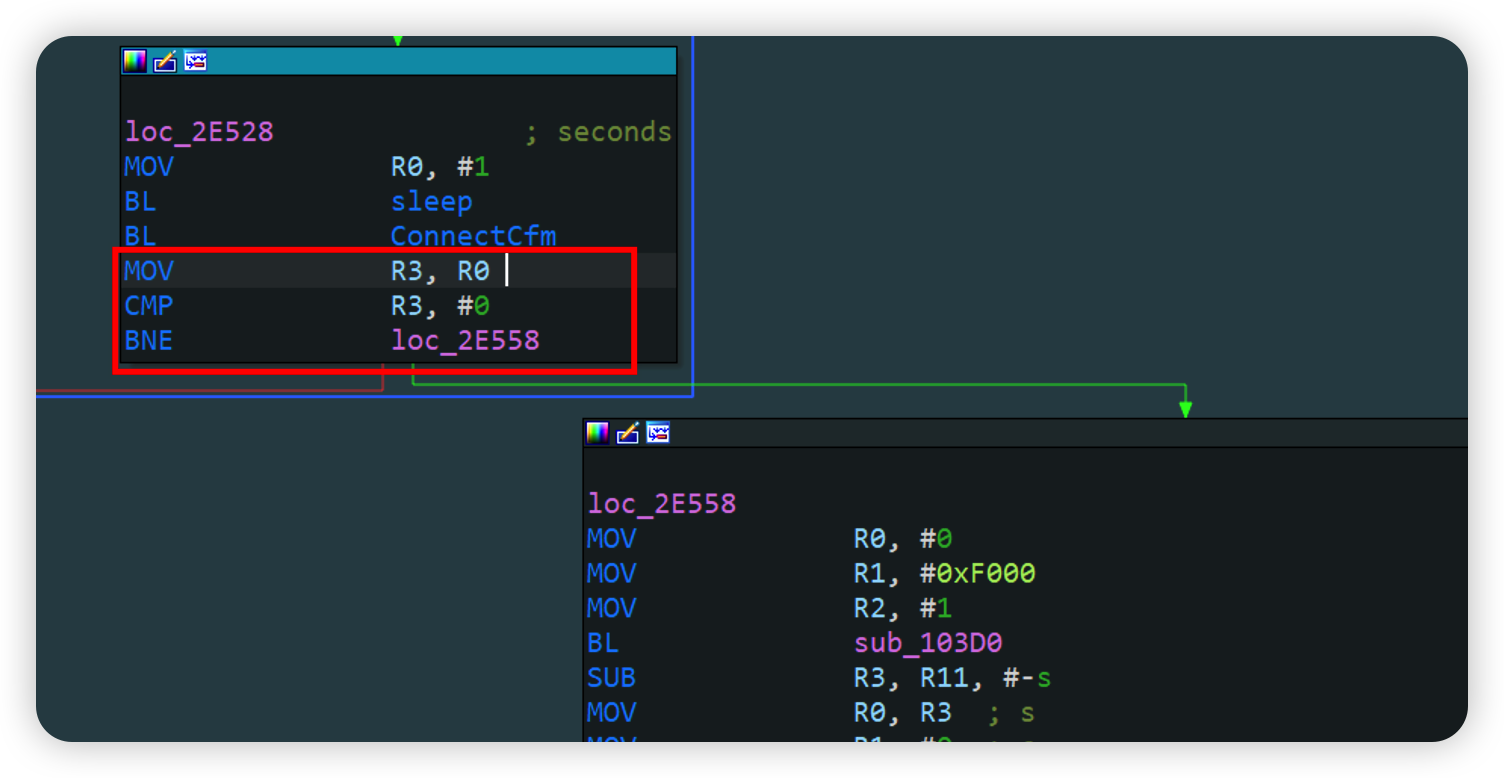 loc_2E528 ; seconds
MOV R0, #1
BL sleep
BL ConnectCfm
MOV R3, R0
CMP R3, #0
BNE loc_2E558
loc_2E558
MOV R0, #0
MOV R1, #0xF000
MOV R2, #1
BL sub_103D0
SUB R3, R11, #-s
MOV R0, R3 ; s